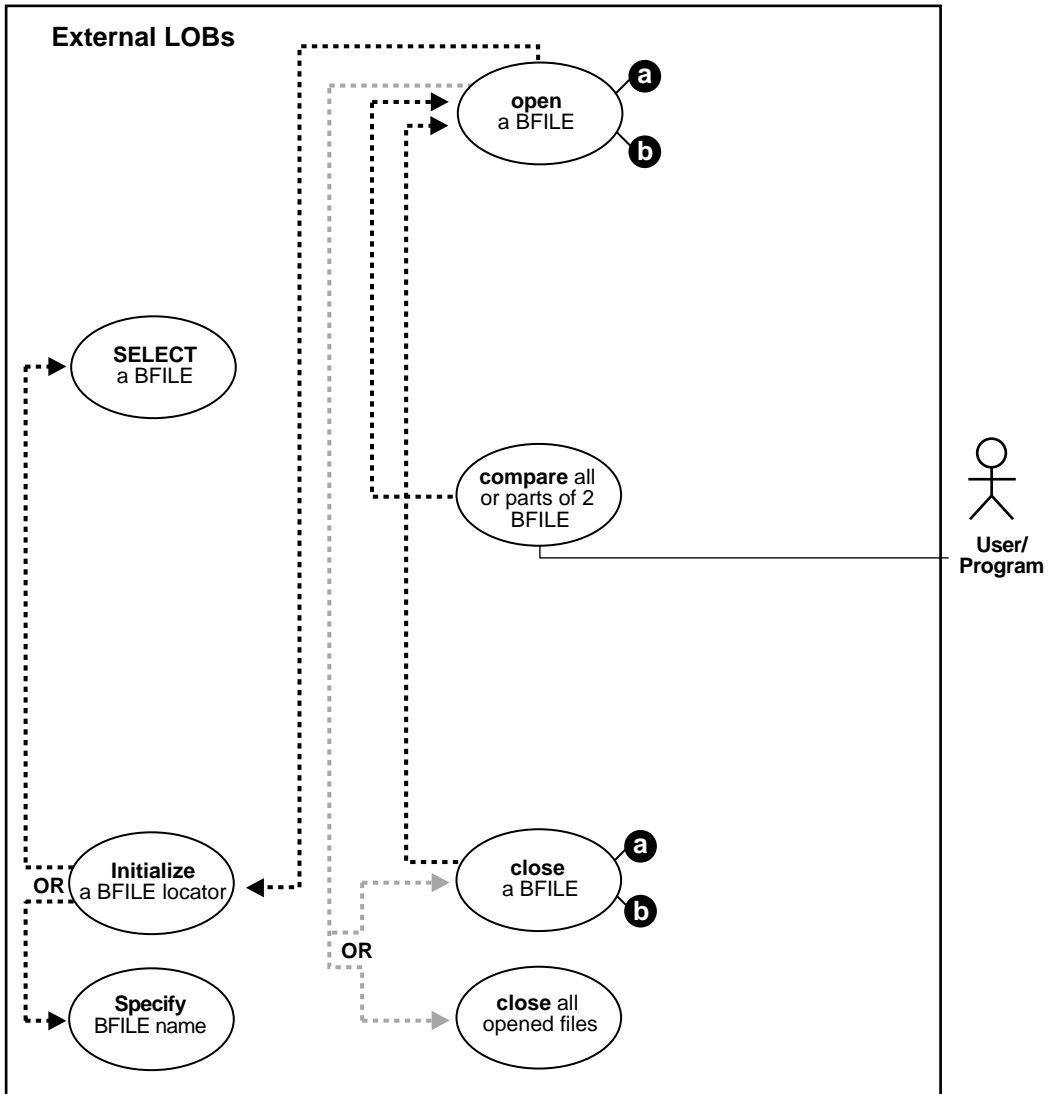 External LOBs
open
a BFILE
a
b
SELECT
a BFILE
compare all
or parts of 2
BFILE
User/
Program
Initialize
a BFILE locator
OR
close
a BFILE
a
b
OR
Specify
BFILE name
close all
opened files